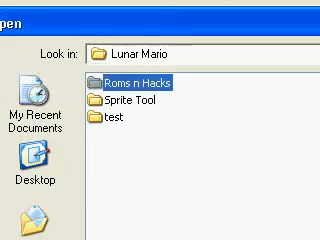 pen
Look in: Lunar Mario
Roms n Hacks
Sprite Tool
test
My Recent
Documents
Desktop